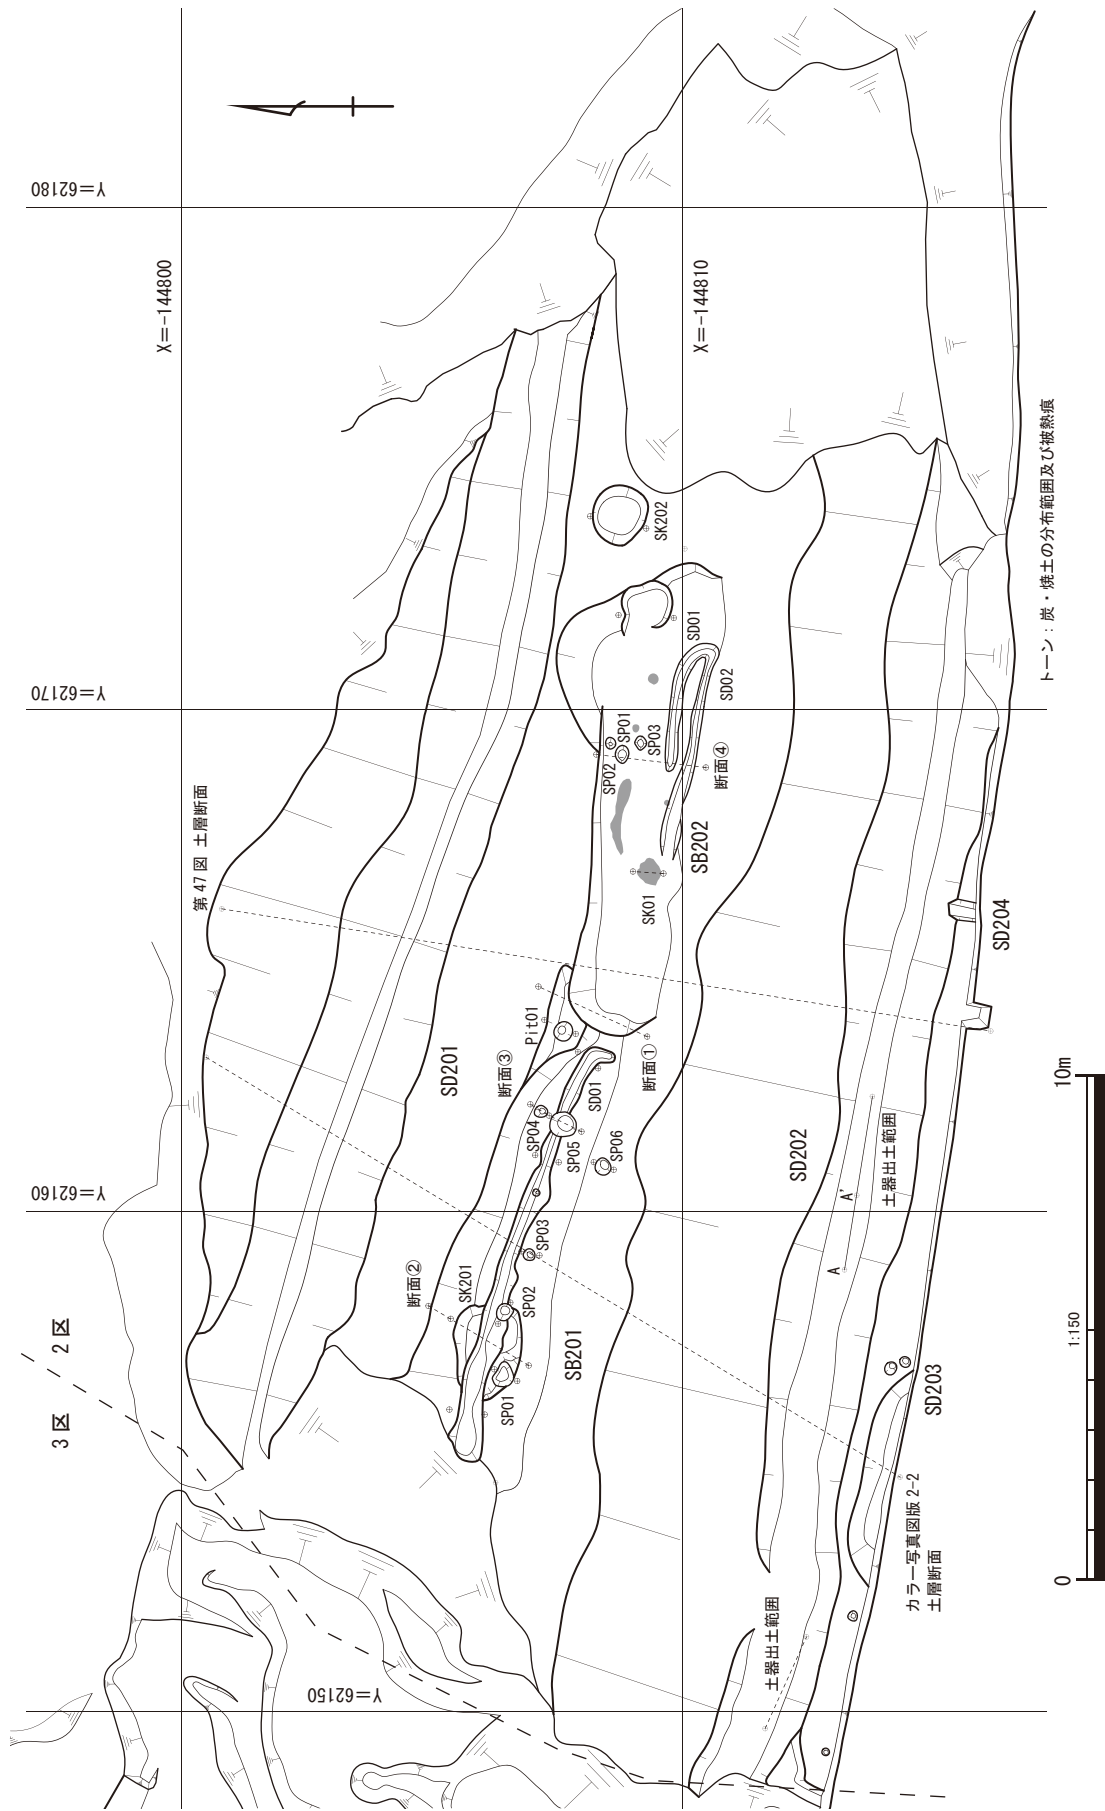 Y=62180
X=-144800
X=-144810
トーン：炭・焼土の分布範囲及び被熱痕
SK202
SD01
Y=62170
SD02
SP01
SP03
SP02
断面④
第 47 図 土層断面
SB202
SK01
SD204
Pit01
SD201
断面③
断面①
SD01
SP04
SP05
SP06
SD202
土器出土範囲
A'
A
10m
Y=62160
SP03
断面②
SK201
SP02
2 区
1:150
SB201
SP01
SD203
3 区
カラー写真図版 2-2
土層断面
0
土器出土範囲
Y=62150